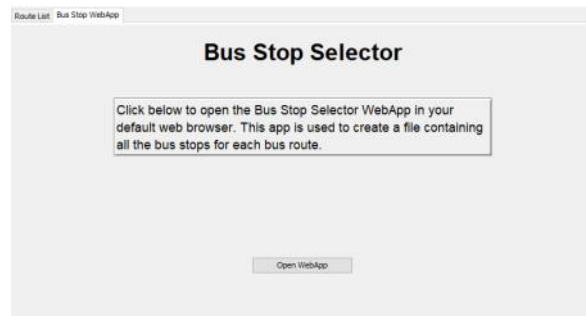 Route List Bus Stop WebApp
Bus Stop Selector
Click below to open the Bus Stop Selector WebApp in your
default web browser. This app is used to create a file containing
all the bus stops for each bus route.
Open WebApp